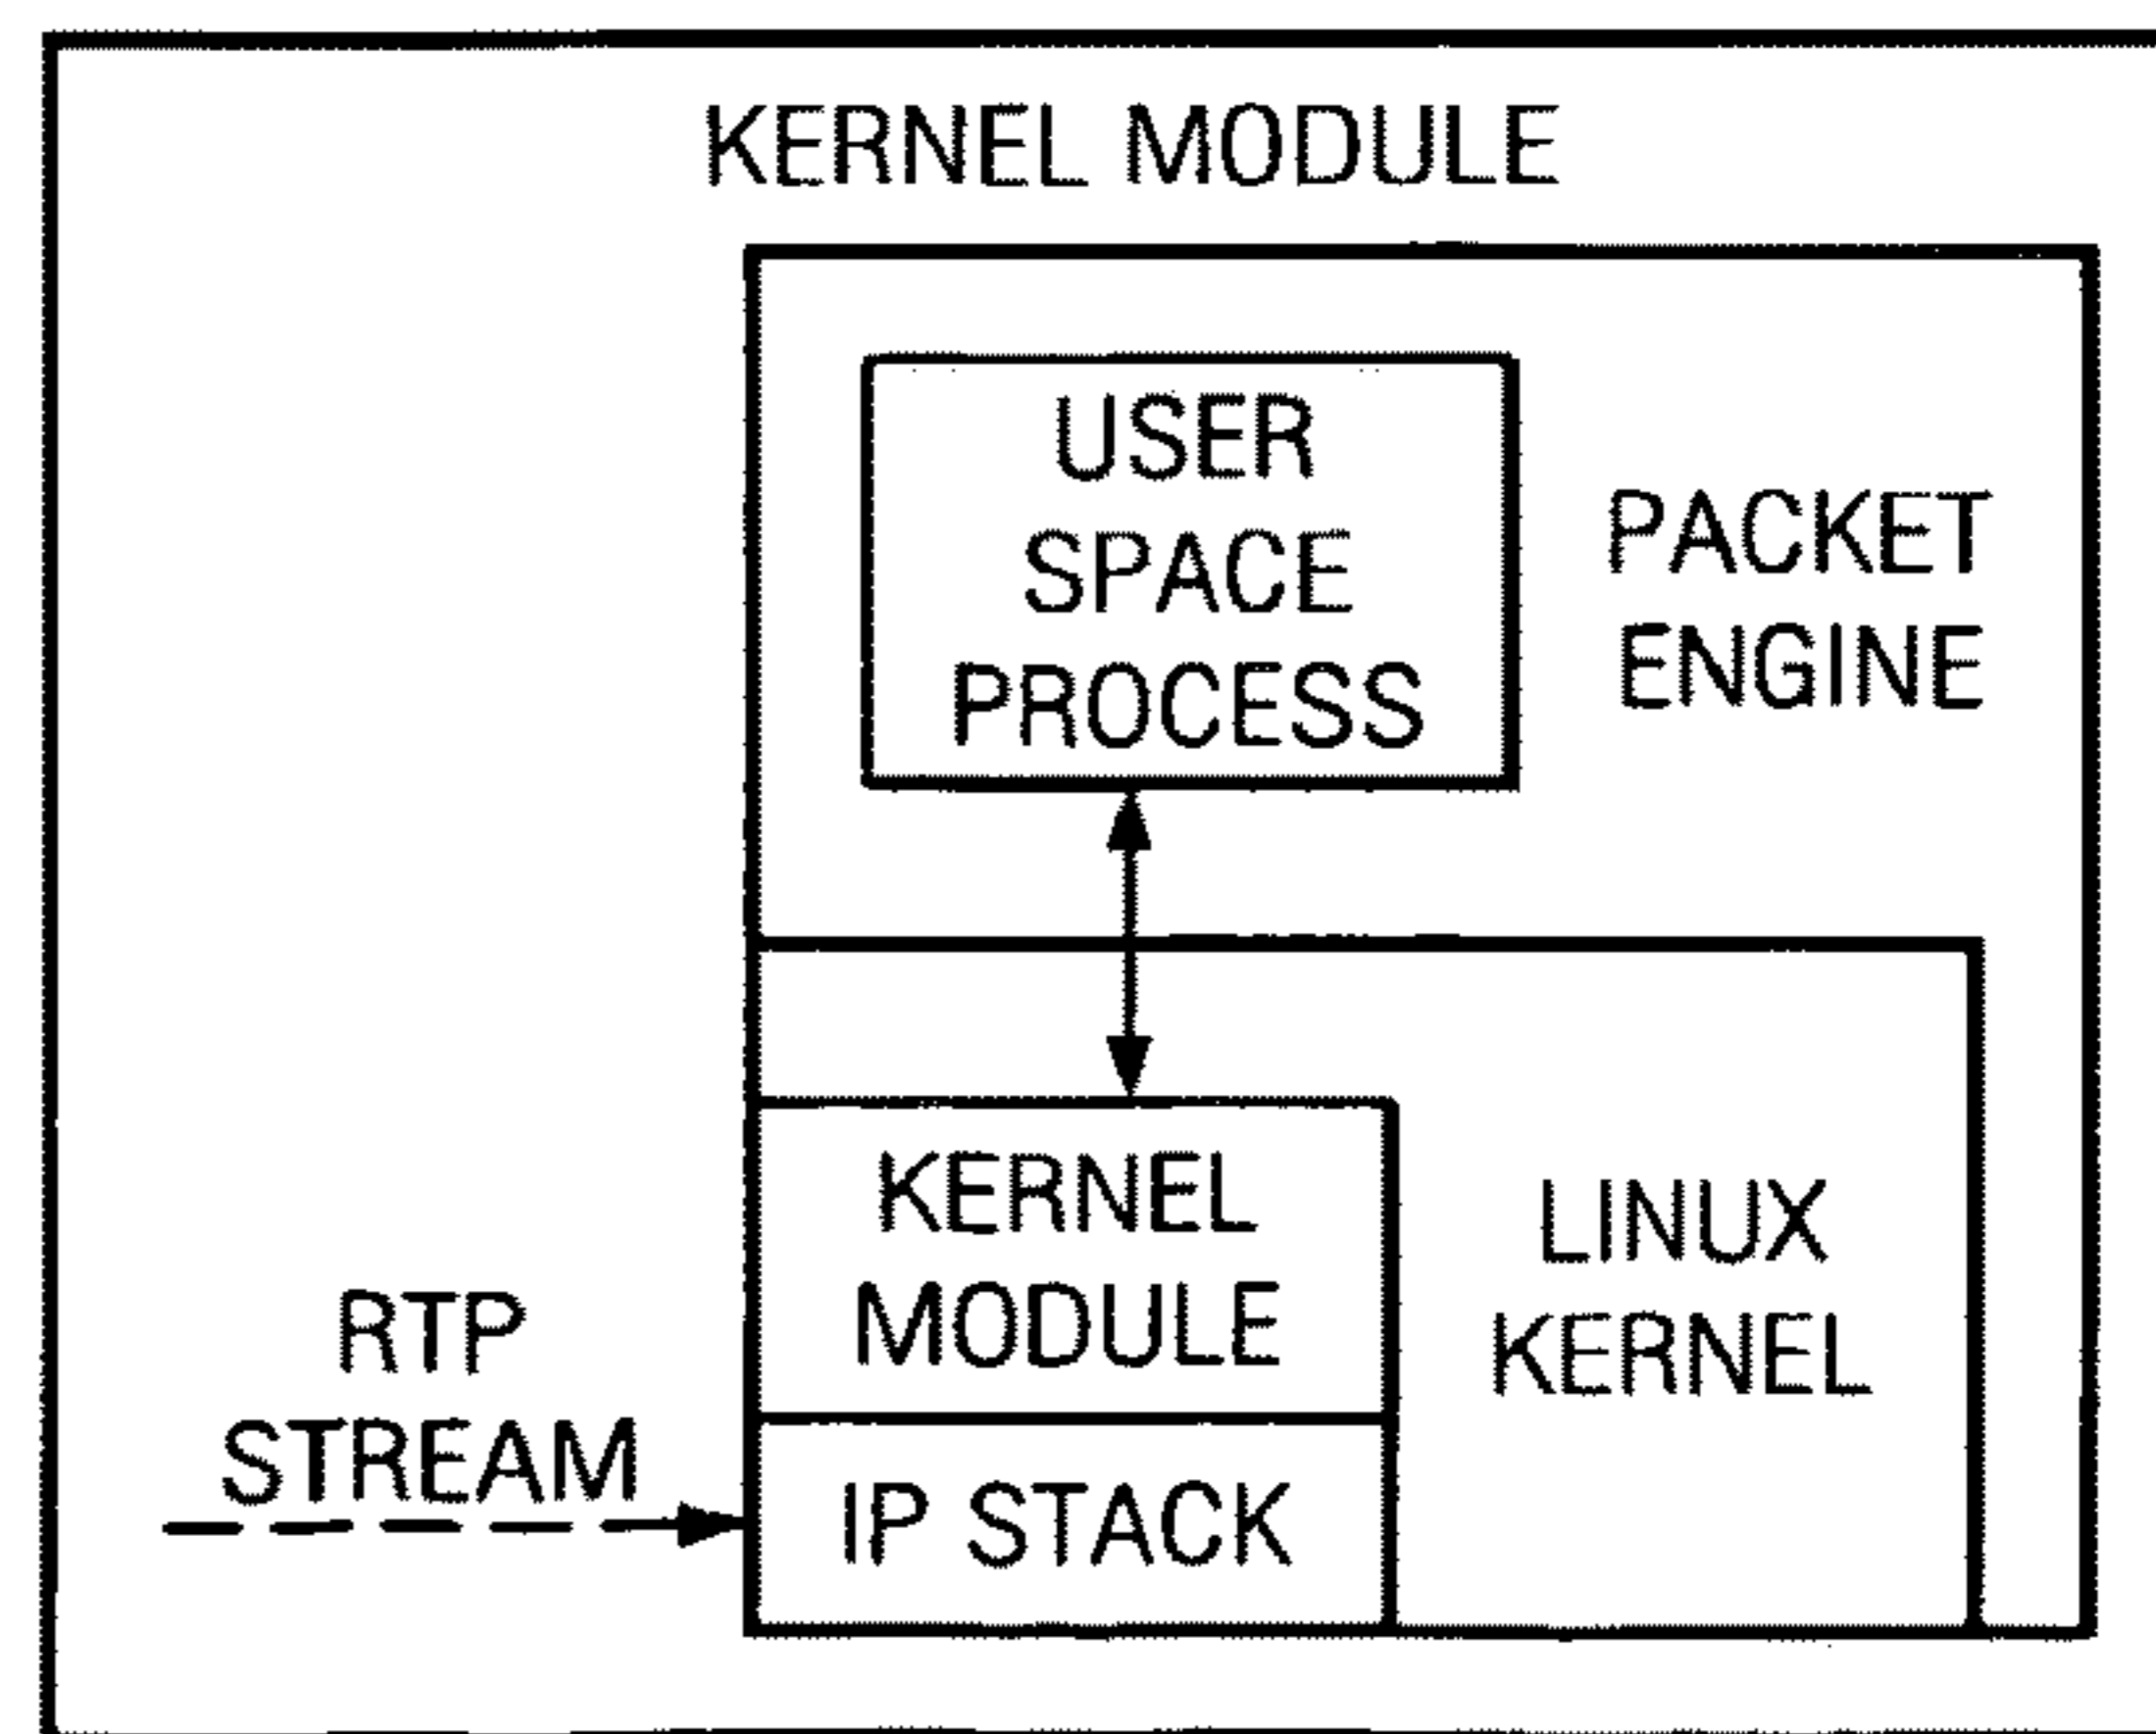 KERNEL MODULE
USER
SPACE
PROCESS
PACKET
ENGINE
KERNEL
MODULE
LINUX
KERNEL
RTP
STREAM
IP STACK